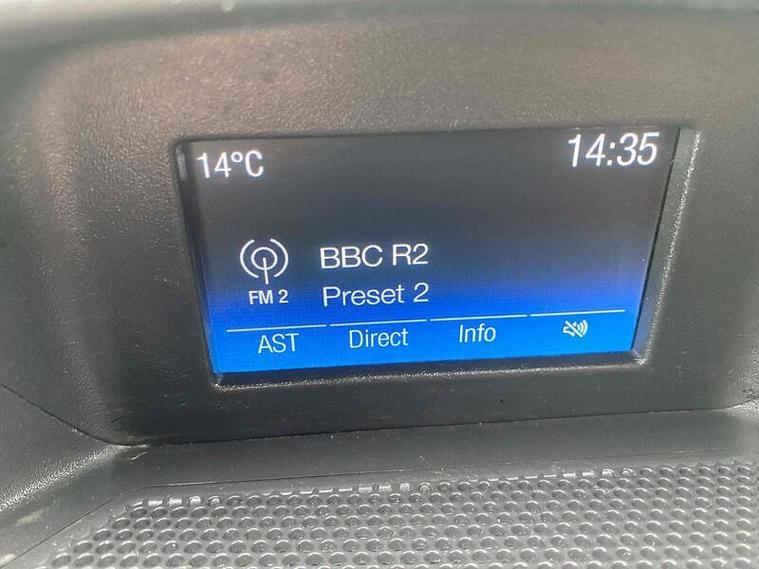 14°C
14:35
BBC R2
FM 2
Preset 2
AST
Direct
Info